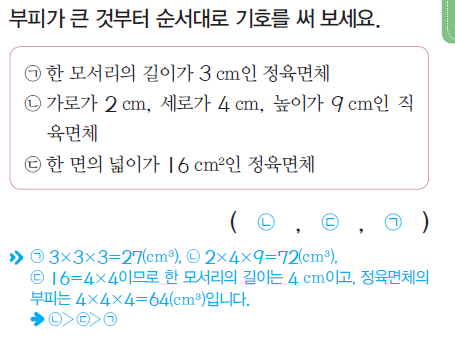 부피가 큰 것부터 순서대로 기호를 써 보세요.
㉠ 한 모서리의 길이가 3 cm인 정육면체
㉡ 가로가 2 cm, 세로가 4 cm, 높이가 9 cm인 직
육면체
㉢ 한 면의 넓이가 16 cm²인 정육면체
( ㉡ , ㉢ , ㉠ )
㉠ 3×3×3=27(cm³), ㉡ 2×4×9=72(cm³),
㉢ 16=4×4이므로 한 모서리의 길이는 4 cm이고, 정육면체의
부피는 4×4×4=64(cm³)입니다.
➜ ㉡>㉢>㉠